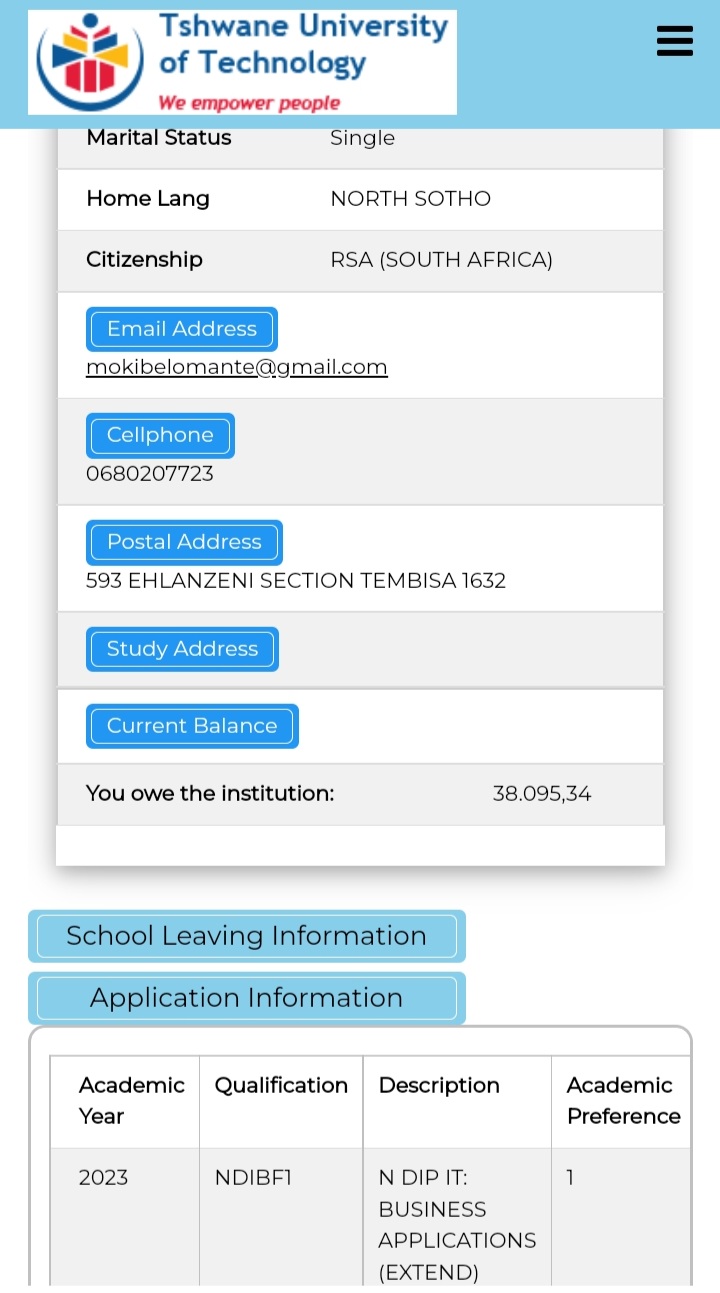 Tshwane University
of Technology
We empower people
Marital Status Single
Home Lang NORTH SOTHO
Citizenship RSA (SOUTH AFRICA)
Email Address
mokibelomante@gmail.com
Cellphone
0680207723
Postal Address
593 EHLANZENI SECTION TEMBISA 1632
Study Address
Current Balance
You owe the institution: 38.095,34
School Leaving Information
Application Information
Academic Year Qualification Description Academic Preference
2023 NDIBF1 N DIP IT: 1
BUSINESS
APPLICATIONS
(EXTEND)